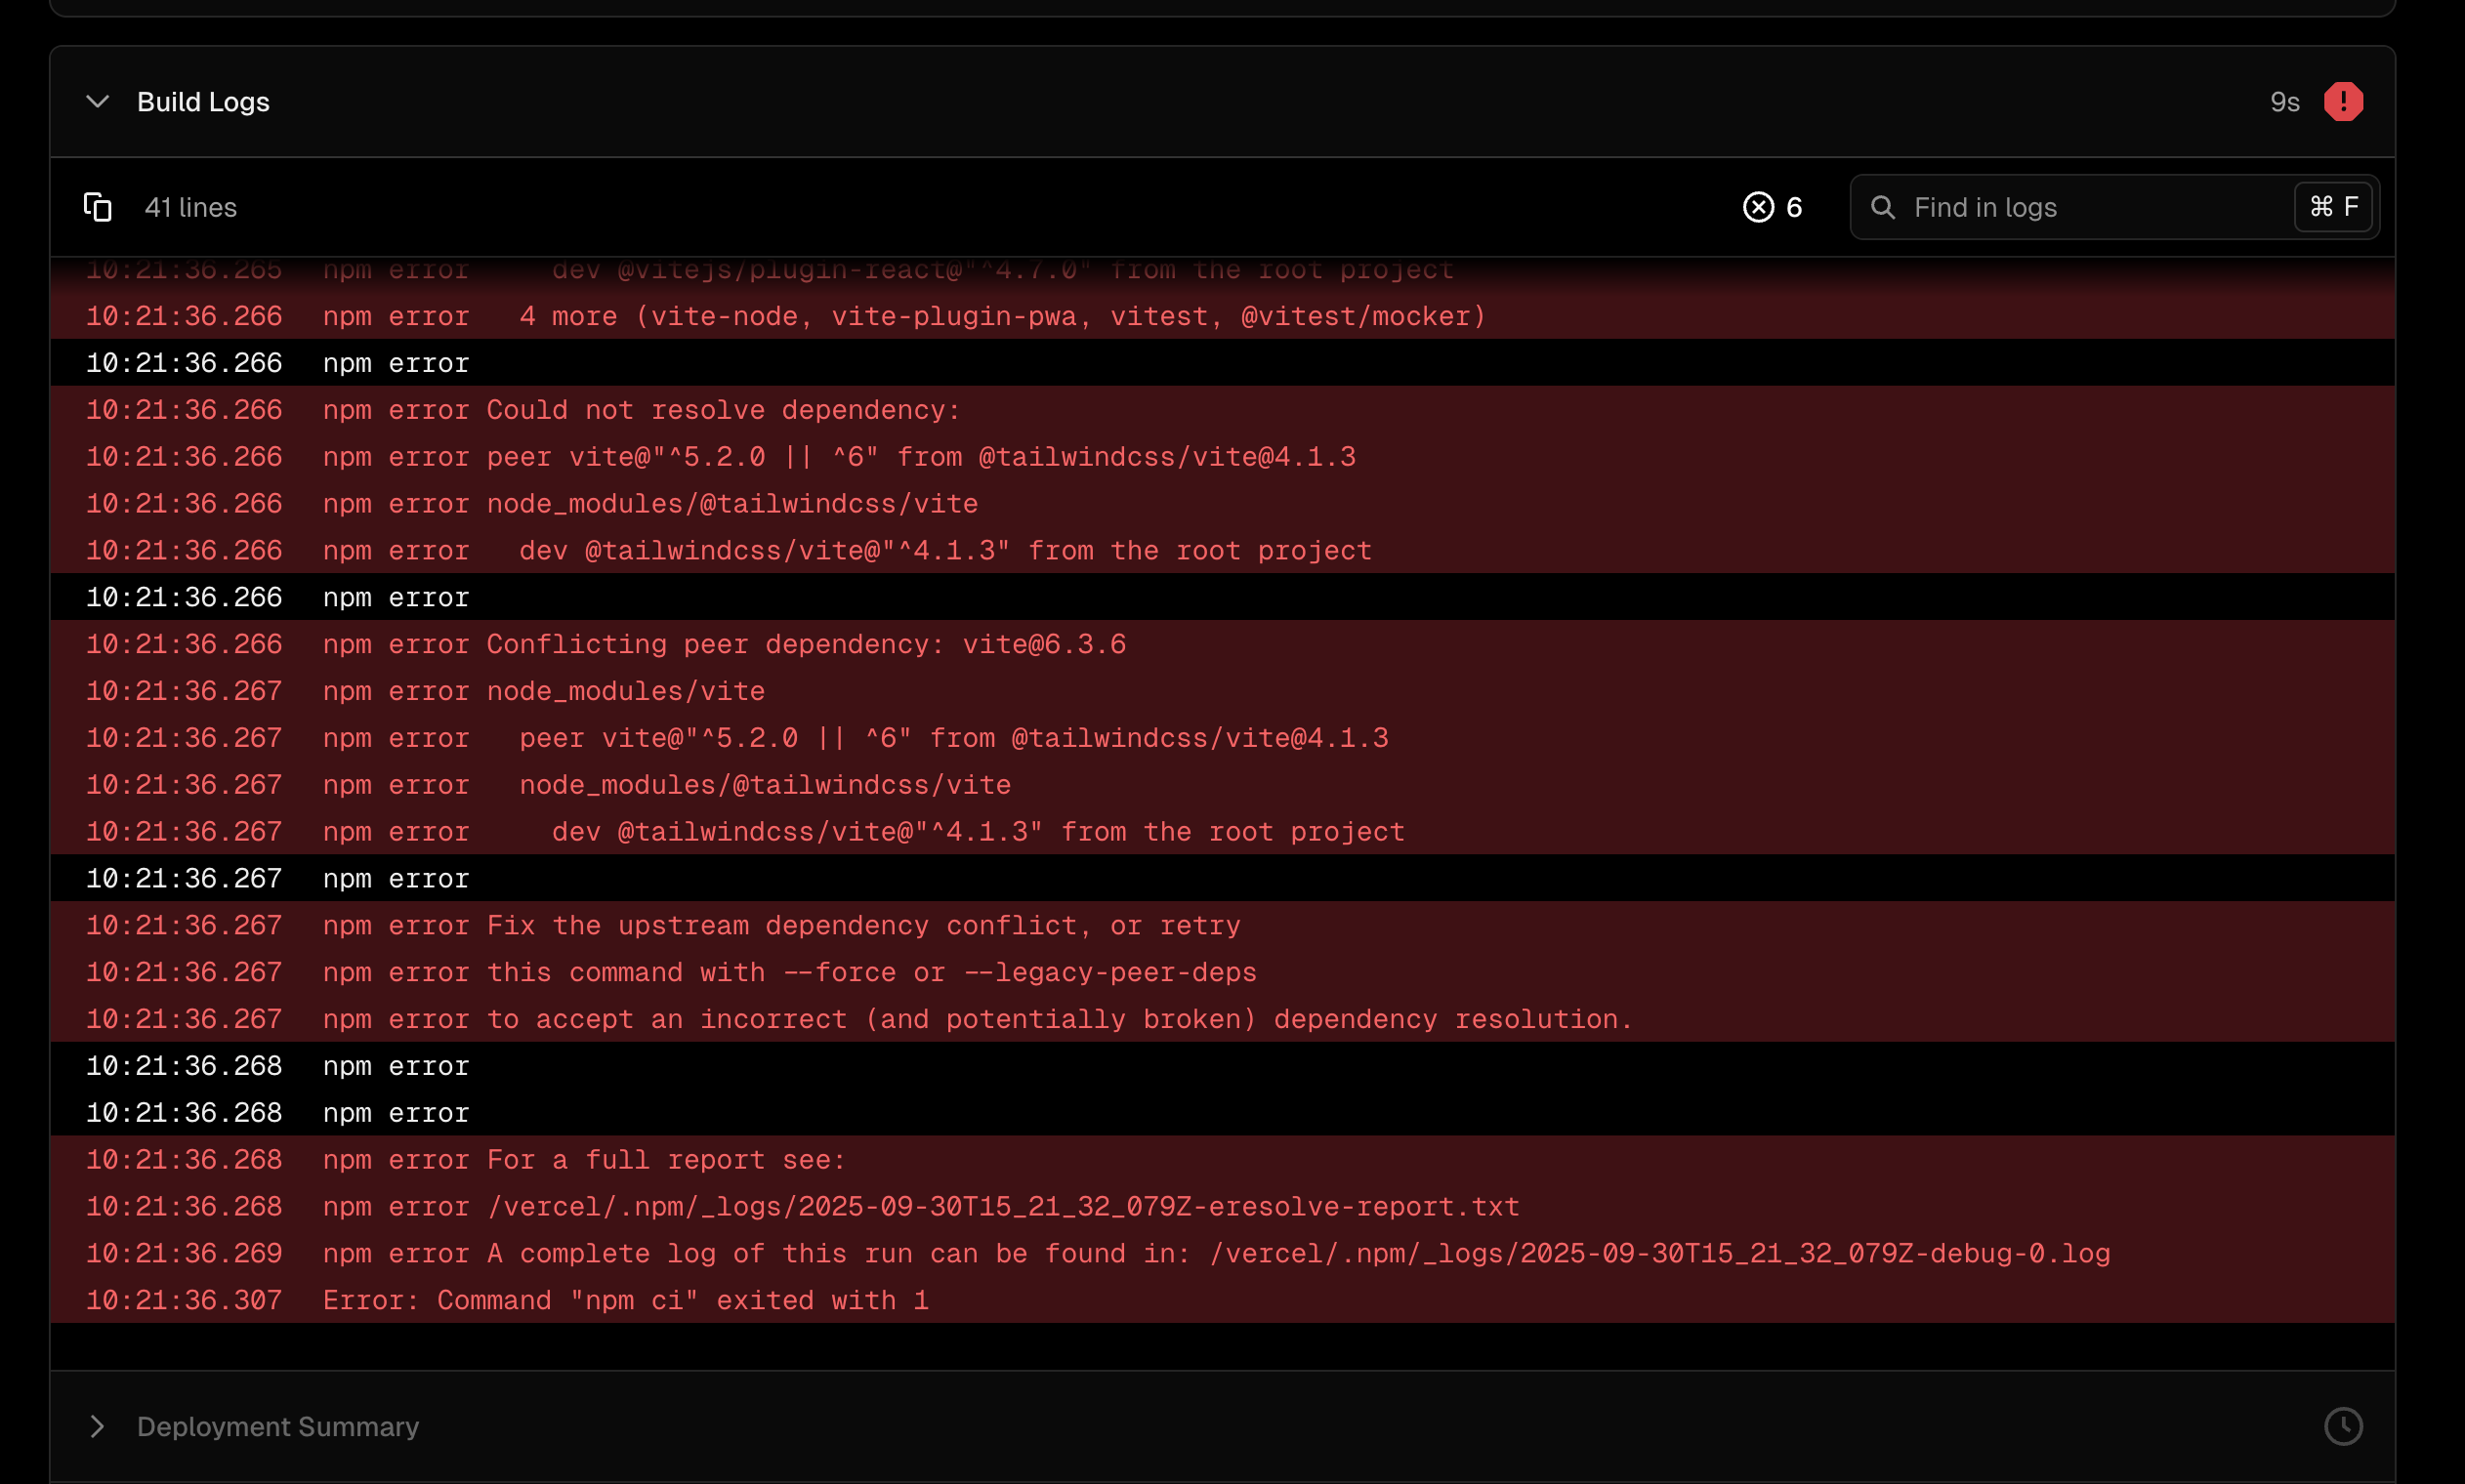 Build Logs
9s
41 lines
6
Find in logs
⌘ F
10:21:36.265 npm error     dev @vitejs/plugin-react@"^4.7.0" from the root project
10:21:36.266 npm error   4 more (vite-node, vite-plugin-pwa, vitest, @vitest/mocker)
10:21:36.266 npm error
10:21:36.266 npm error Could not resolve dependency:
10:21:36.266 npm error peer vite@"^5.2.0 || ^6" from @tailwindcss/vite@4.1.3
10:21:36.266 npm error node_modules/@tailwindcss/vite
10:21:36.266 npm error   dev @tailwindcss/vite@"^4.1.3" from the root project
10:21:36.266 npm error
10:21:36.266 npm error Conflicting peer dependency: vite@6.3.6
10:21:36.267 npm error node_modules/vite
10:21:36.267 npm error   peer vite@"^5.2.0 || ^6" from @tailwindcss/vite@4.1.3
10:21:36.267 npm error   node_modules/@tailwindcss/vite
10:21:36.267 npm error     dev @tailwindcss/vite@"^4.1.3" from the root project
10:21:36.267 npm error
10:21:36.267 npm error Fix the upstream dependency conflict, or retry
10:21:36.267 npm error this command with --force or --legacy-peer-deps
10:21:36.267 npm error to accept an incorrect (and potentially broken) dependency resolution.
10:21:36.268 npm error
10:21:36.268 npm error
10:21:36.268 npm error For a full report see:
10:21:36.268 npm error /vercel/.npm/_logs/2025-09-30T15_21_32_079Z-eresolve-report.txt
10:21:36.269 npm error A complete log of this run can be found in: /vercel/.npm/_logs/2025-09-30T15_21_32_079Z-debug-0.log
10:21:36.307 Error: Command "npm ci" exited with 1
Deployment Summary